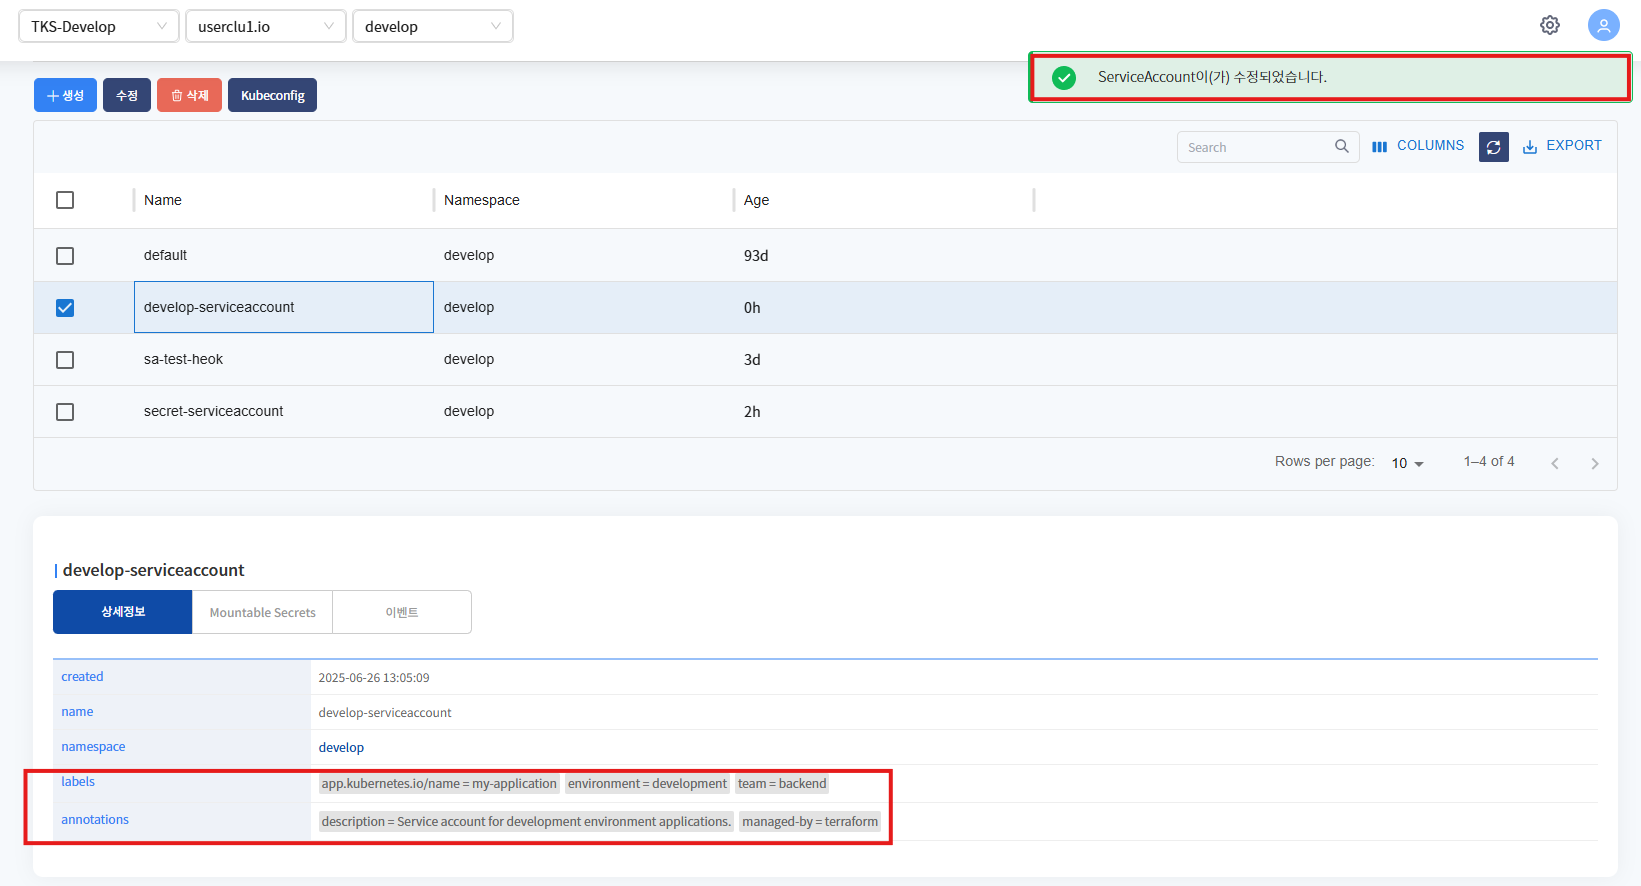 TKS-Develop userclu1.io develop
ServiceAccount이(가) 수정되었습니다.
생성 수정 삭제 Kubeconfig
Search COLUMNS EXPORT
Name Namespace Age
default develop 93d
develop-serviceaccount develop 0h
sa-test-heok develop 3d
secret-serviceaccount develop 2h
Rows per page: 10 1–4 of 4
develop-serviceaccount
상세정보 Mountable Secrets 이벤트
created 2025-06-26 13:05:09
name develop-serviceaccount
namespace develop
labels app.kubernetes.io/name = my-application environment = development team = backend
annotations description = Service account for development environment applications. managed-by = terraform